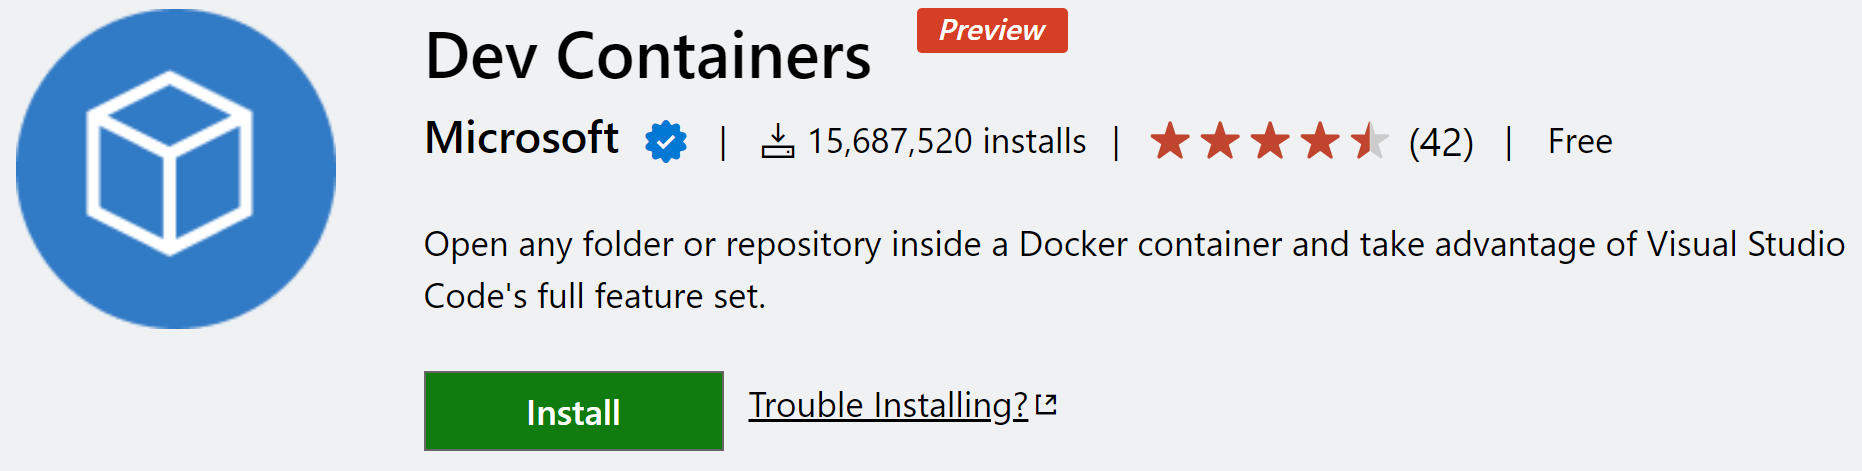 Dev Containers Preview
Microsoft | 15,687,520 installs | (42) | Free
Open any folder or repository inside a Docker container and take advantage of Visual Studio
Code's full feature set.
Install Trouble Installing?